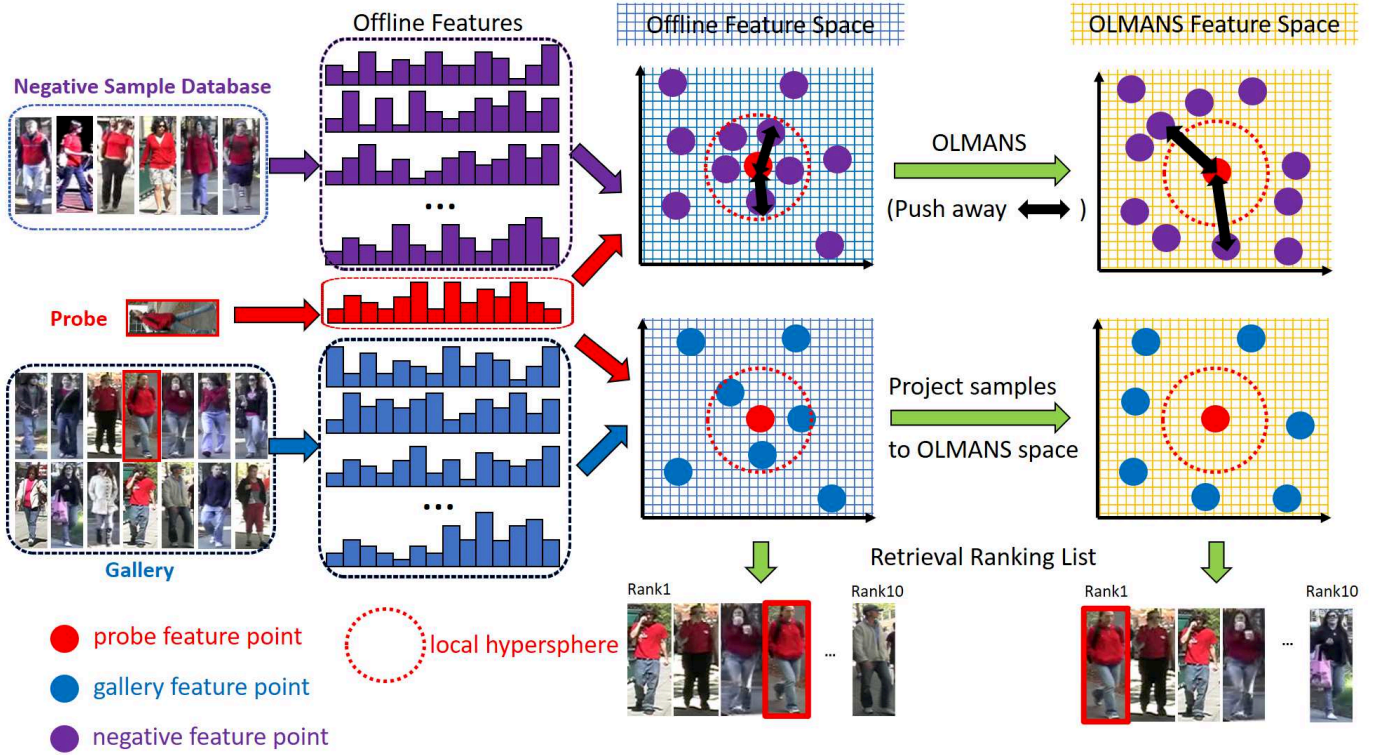 Offline Features
Offline Feature Space
OLMANS Feature Space
Negative Sample Database
OLMANS
(Push away )
...
Probe
Project samples
to OLMANS space
...
Gallery
Retrieval Ranking List
Rank1
Rank10
Rank1
Rank10
...
...
probe feature point
local hypersphere
gallery feature point
negative feature point